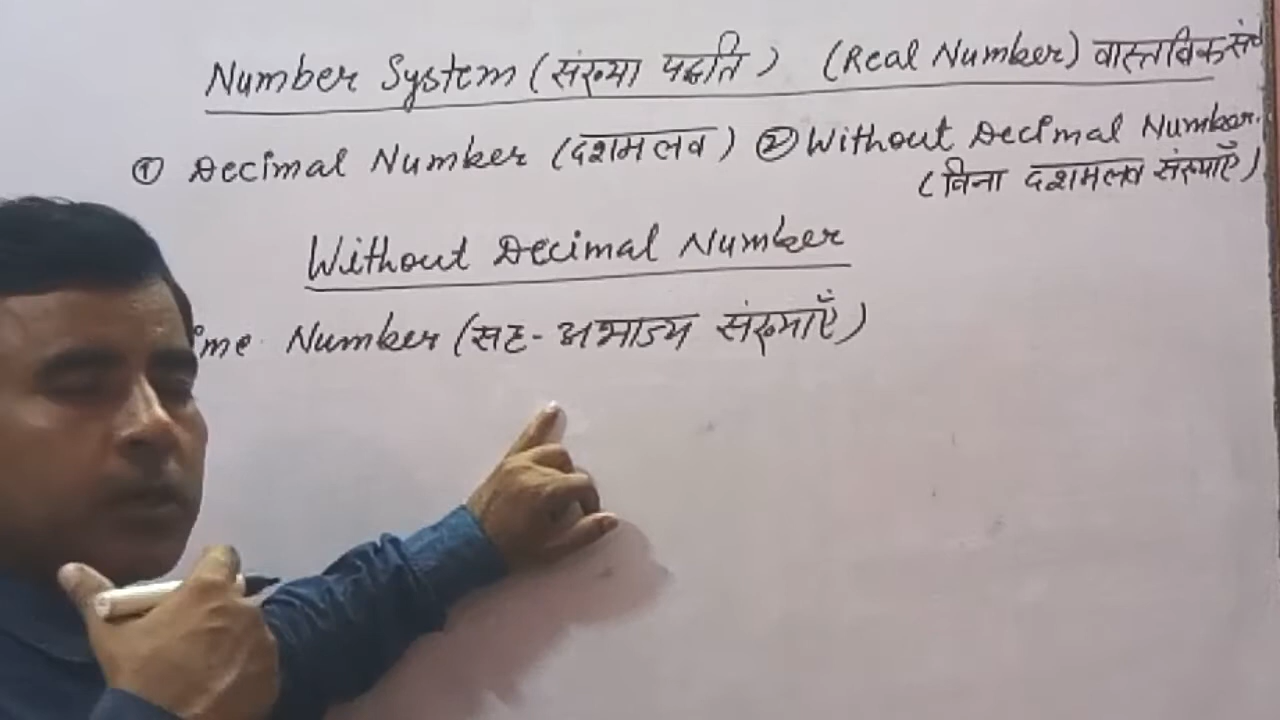 Number System (संख्या पद्धति) (Real Number) वास्तविक
① Decimal Number (दशमलव) ② Without Decimal Number.
(विना दशमलव संख्याएँ)
Without Decimal Number
Number (सह-अभाज्य संख्याएँ)